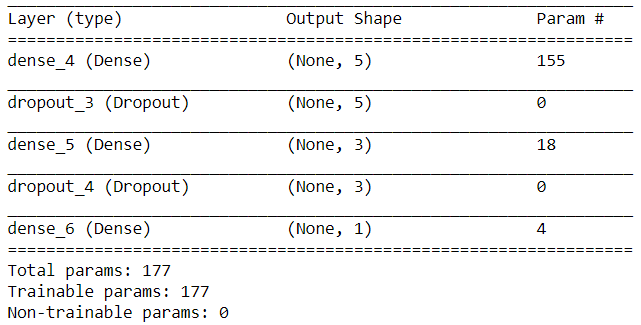 Layer (type) Output Shape Param #
=================================================================
dense_4 (Dense) (None, 5) 155
dropout_3 (Dropout) (None, 5) 0
dense_5 (Dense) (None, 3) 18
dropout_4 (Dropout) (None, 3) 0
dense_6 (Dense) (None, 1) 4
=================================================================
Total params: 177
Trainable params: 177
Non-trainable params: 0